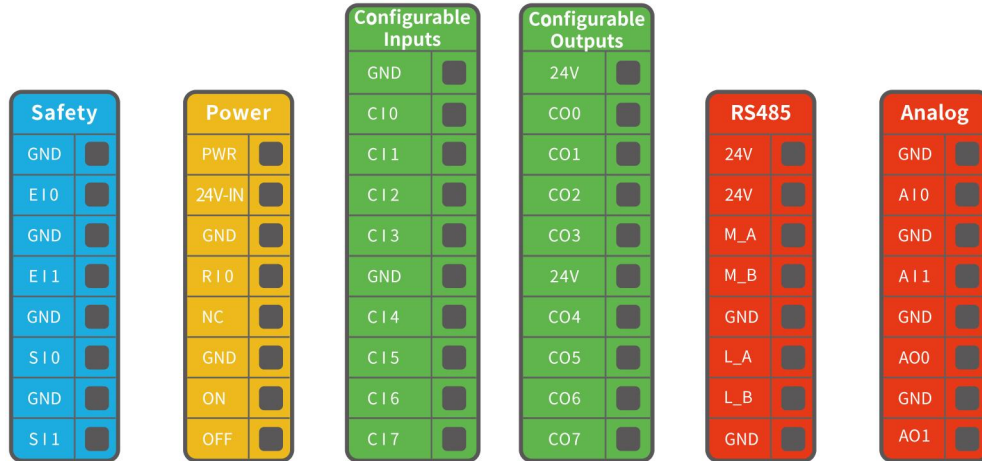 Safety
GND
EI0
GND
EI1
GND
SI0
GND
SI1
Power
PWR
24V-IN
GND
RI0
NC
GND
ON
OFF
Configurable
Inputs
GND
CI0
CI1
CI2
CI3
GND
CI4
CI5
CI6
CI7
Configurable
Outputs
24V
CO0
CO1
CO2
CO3
24V
CO4
CO5
CO6
CO7
RS485
24V
24V
M_A
M_B
GND
L_A
L_B
GND
Analog
GND
AI0
GND
AI1
GND
AO0
GND
AO1